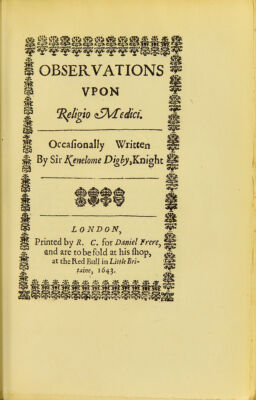 OBSERVATIONS
VPON
Religio Medici.
Occaſionally Written
By Sir Kenelome Digby,Knight
LONDON,
Printed by R. C. for Daniel Frere,
and are to be ſold at his ſhop,
at the Red Bull in Little Bri-
taine, 1643.